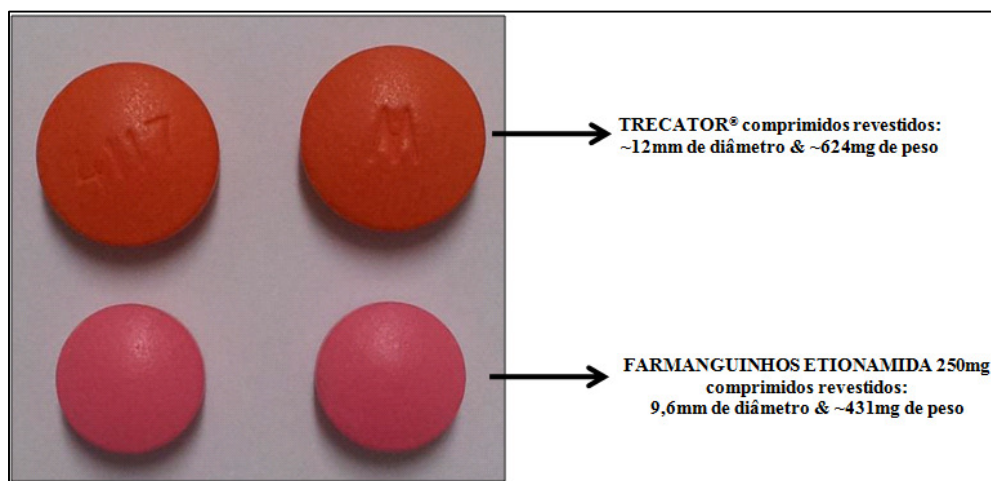 4117
W
TRECATOR® comprimidos revestidos:
~12mm de diâmetro & ~624mg de peso
FARMANGUINHOS ETIONAMIDA 250mg
comprimidos revestidos:
9,6mm de diâmetro & ~431mg de peso